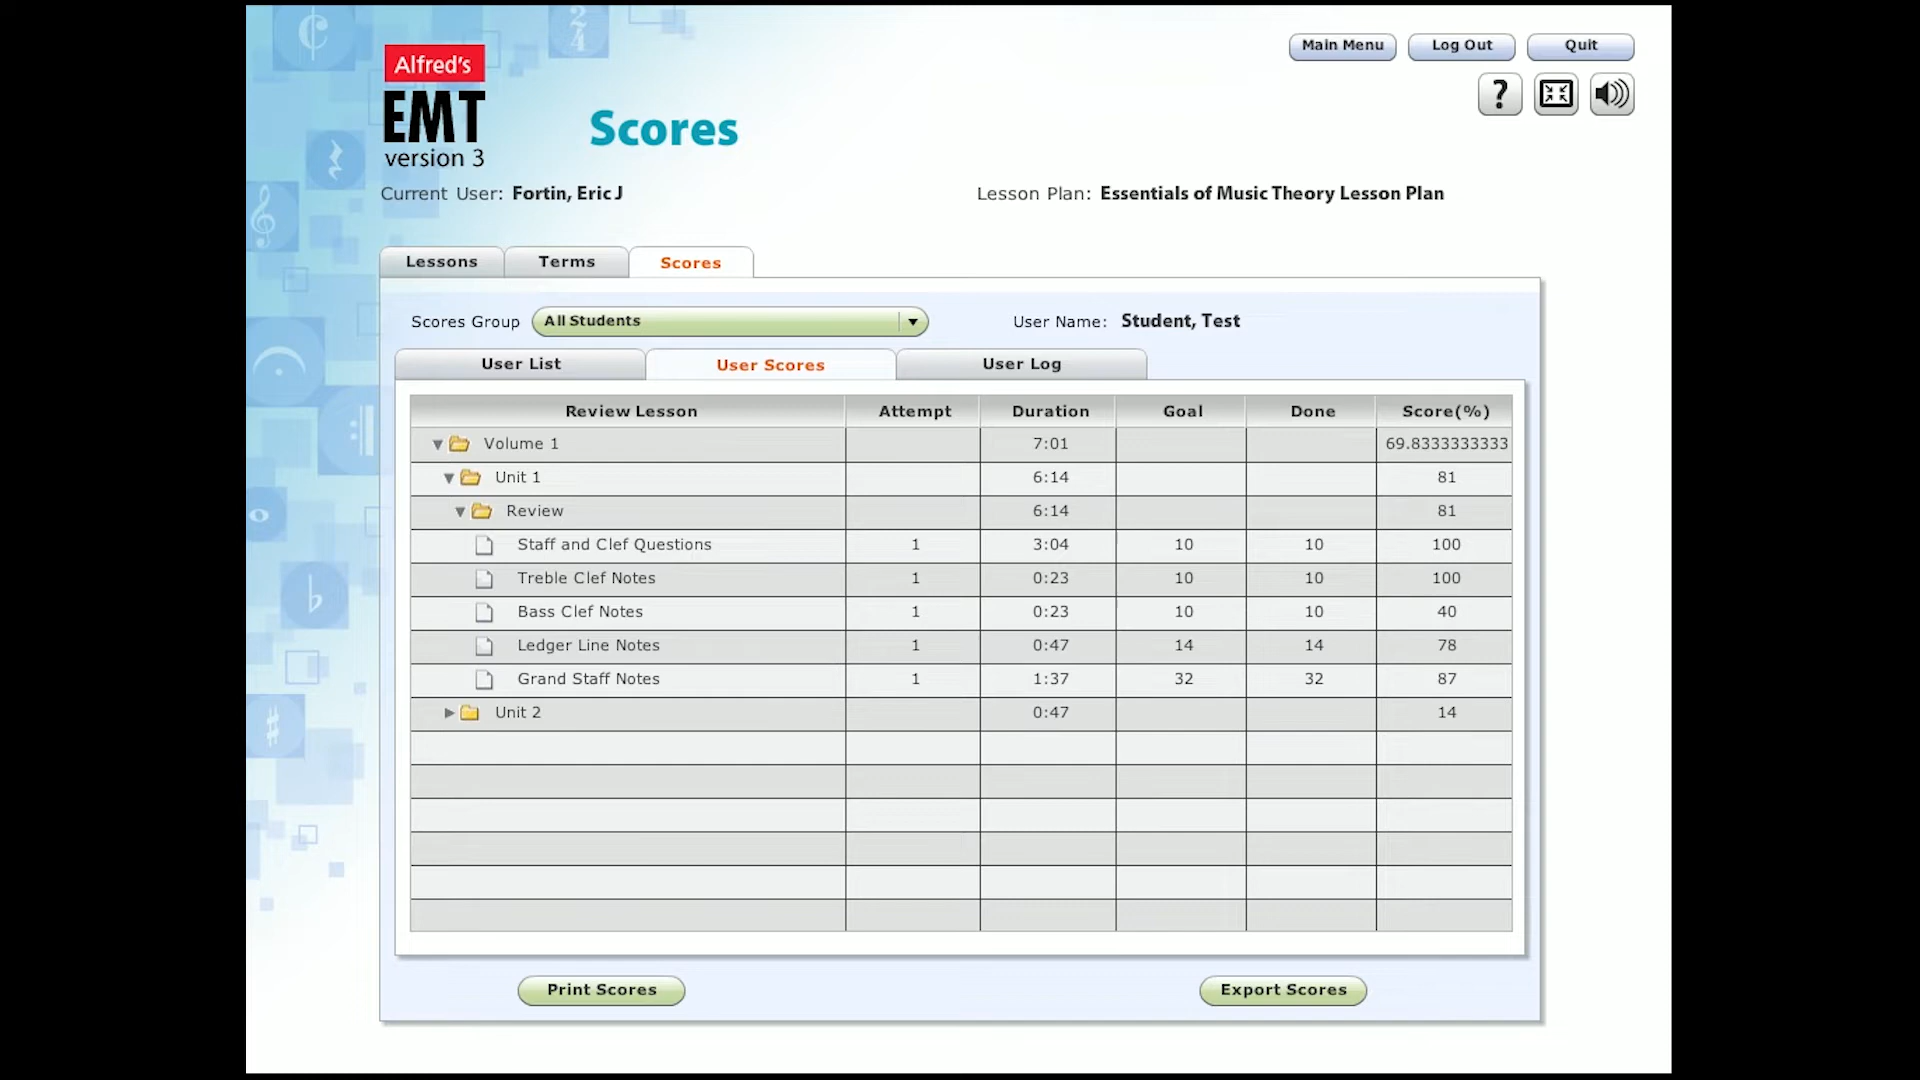 Main Menu Log Out Quit
Alfred's
EMT
version 3
Scores
?
Current User: Fortin, Eric J Lesson Plan: Essentials of Music Theory Lesson Plan
Lessons Terms Scores
Scores Group All Students User Name: Student, Test
User List User Scores User Log
Review Lesson Attempt Duration Goal Done Score(%)
Volume 1 7:01 69.8333333333
Unit 1 6:14 81
Review 6:14 81
Staff and Clef Questions 1 3:04 10 10 100
Treble Clef Notes 1 0:23 10 10 100
Bass Clef Notes 1 0:23 10 10 40
Ledger Line Notes 1 0:47 14 14 78
Grand Staff Notes 1 1:37 32 32 87
Unit 2 0:47 14
Print Scores Export Scores